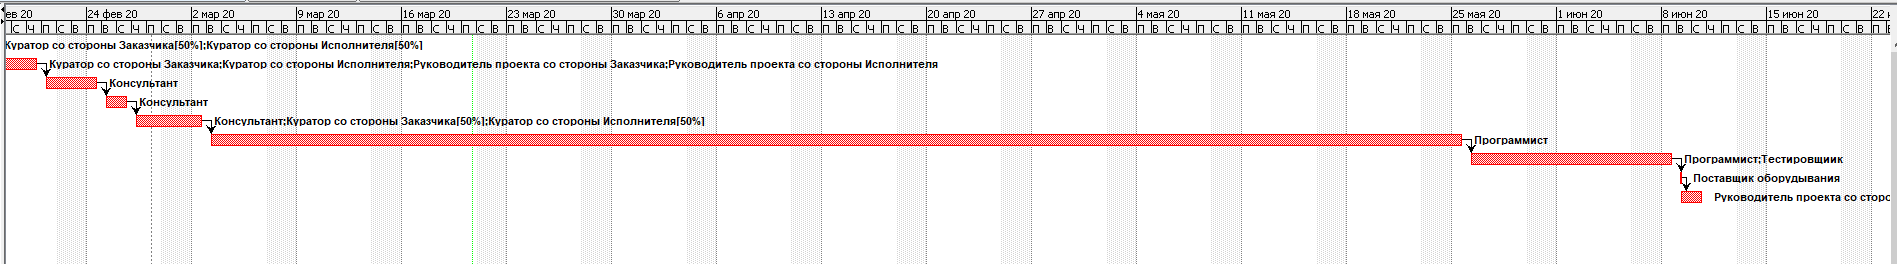 ев 20 24 фев 20 2 мар 20 9 мар 20 16 мар 20 23 мар 20 30 мар 20 6 апр 20 13 апр 20 20 апр 20 27 апр 20 4 мая 20 11 мая 20 18 мая 20 25 мая 20 1 июн 20 8 июн 20 15 июн 20 22 и
С Ч П С В П В С Ч П С В П В С Ч П С В П В С Ч П С В П В С Ч П С В П В С Ч П С В П В С Ч П С В П В С Ч П С В П В С Ч П С В П В С Ч П С В П В С Ч П С В П В С Ч П С В П В С Ч П С В П В С Ч П С В П В С Ч П С В П В С Ч П С В П В С Ч П С В П В С Ч П С В П В
Куратор со стороны Заказчика[50%];Куратор со стороны Исполнителя[50%]
Куратор со стороны Заказчика;Куратор со стороны Исполнителя;Руководитель проекта со стороны Заказчика;Руководитель проекта со стороны Исполнителя
Консультант
Консультант
Консультант;Куратор со стороны Заказчика[50%];Куратор со стороны Исполнителя[50%]
Программист
Программист;Тестировщиик
Поставщик оборудывания
Руководитель проекта со сторо